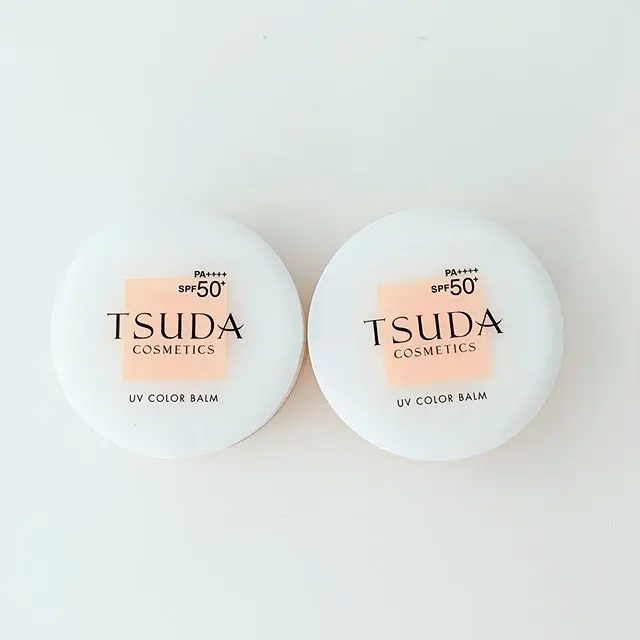 PA++++
SPF50+
TSUDA
COSMETICS
UV COLOR BALM
PA++++
SPF50+
TSUDA
COSMETICS
UV COLOR BALM